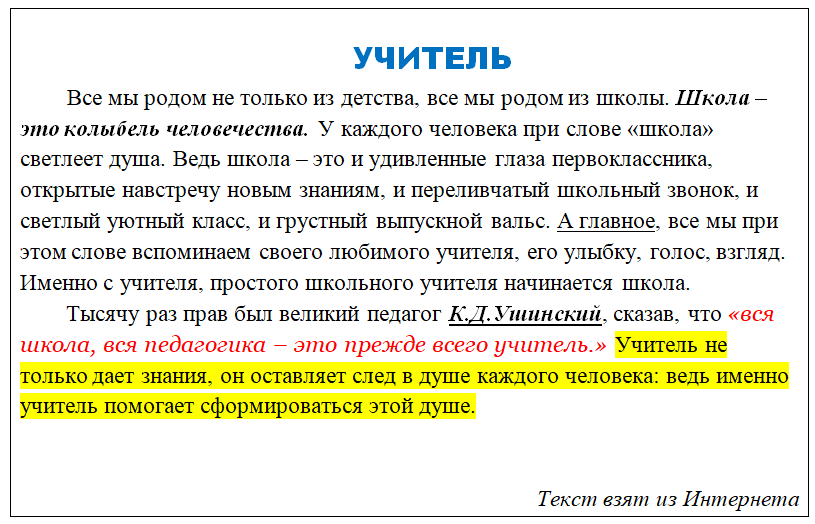 УЧИТЕЛЬ
Все мы родом не только из детства, все мы родом из школы. Школа –
это колыбель человечества. У каждого человека при слове «школа»
светлеет душа. Ведь школа – это и удивленные глаза первоклассника,
открытые навстречу новым знаниям, и переливчатый школьный звонок, и
светлый уютный класс, и грустный выпускной вальс. А главное, все мы при
этом слове вспоминаем своего любимого учителя, его улыбку, голос, взгляд.
Именно с учителя, простого школьного учителя начинается школа.
Тысячу раз прав был великий педагог К.Д.Ушинский, сказав, что «вся
школа, вся педагогика – это прежде всего учитель.» Учитель не
только дает знания, он оставляет след в душе каждого человека: ведь именно
учитель помогает сформироваться этой душе.
Текст взят из Интернета